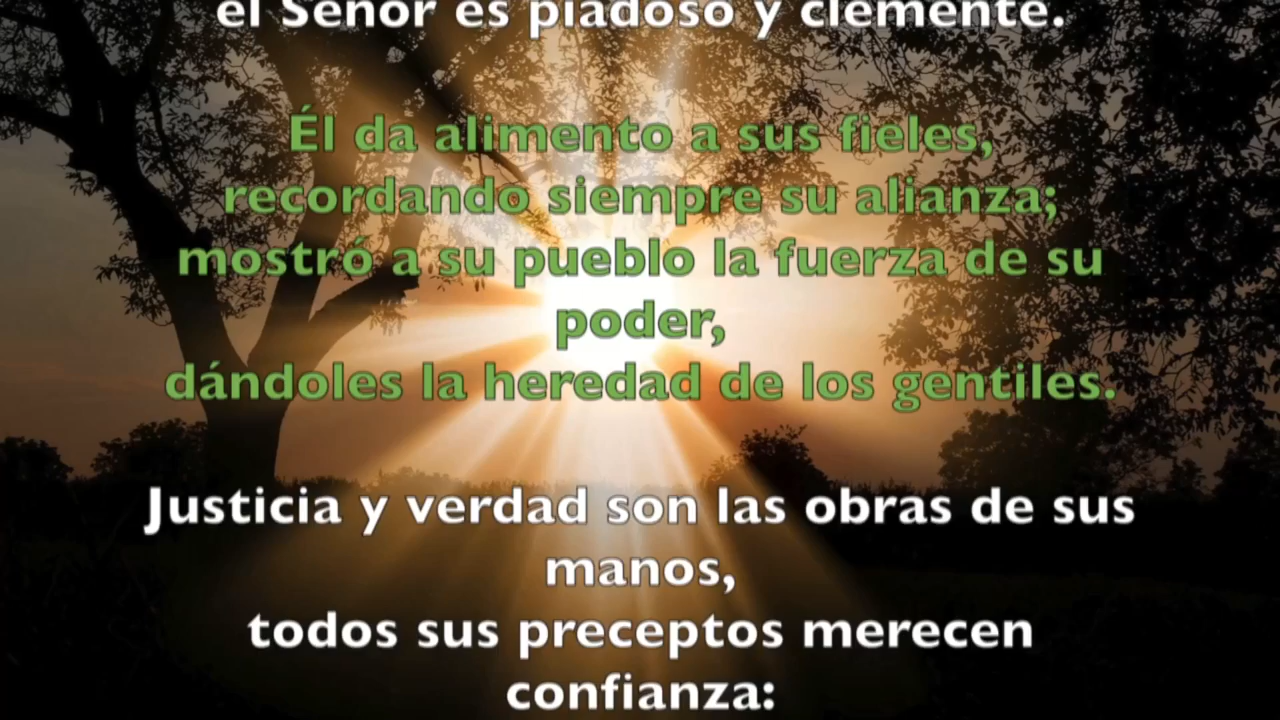 el Señor es piadoso y clemente.
Él da alimento a sus fieles,
recordando siempre su alianza;
mostró a su pueblo la fuerza de su
poder,
dándoles la heredad de los gentiles.
Justicia y verdad son las obras de sus
manos,
todos sus preceptos merecen
confianza: